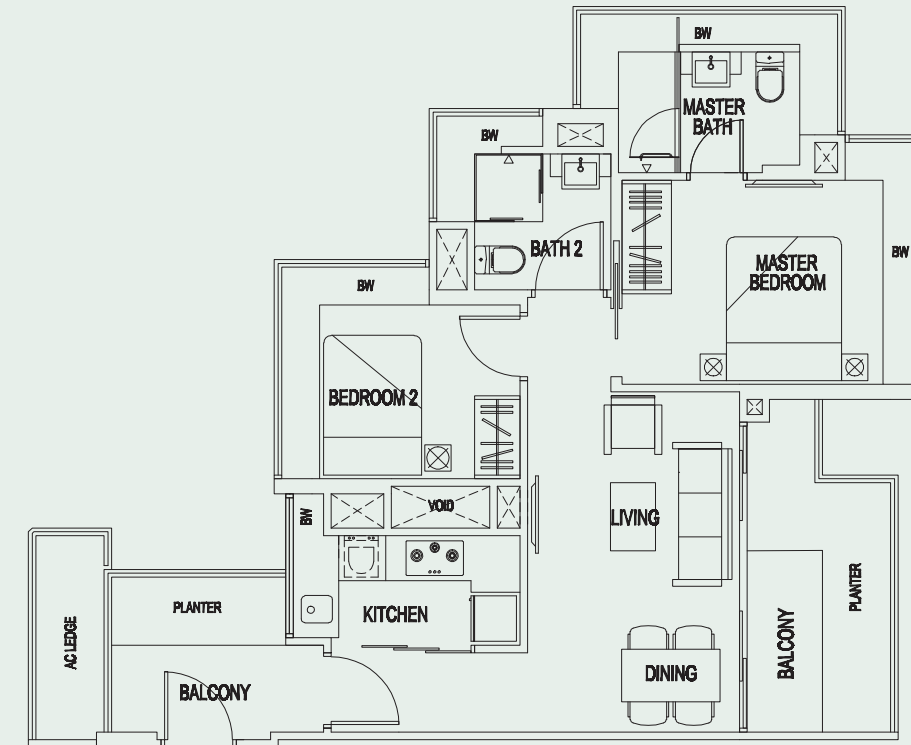 BW
MASTER
BATH
BW
BATH 2
BW
MASTER
BEDROOM
BW
BEDROOM 2
BW
VOID
LIVING
KITCHEN
PLANTER
AC LEDGE
BALCONY
DINING
BALCONY
PLANTER